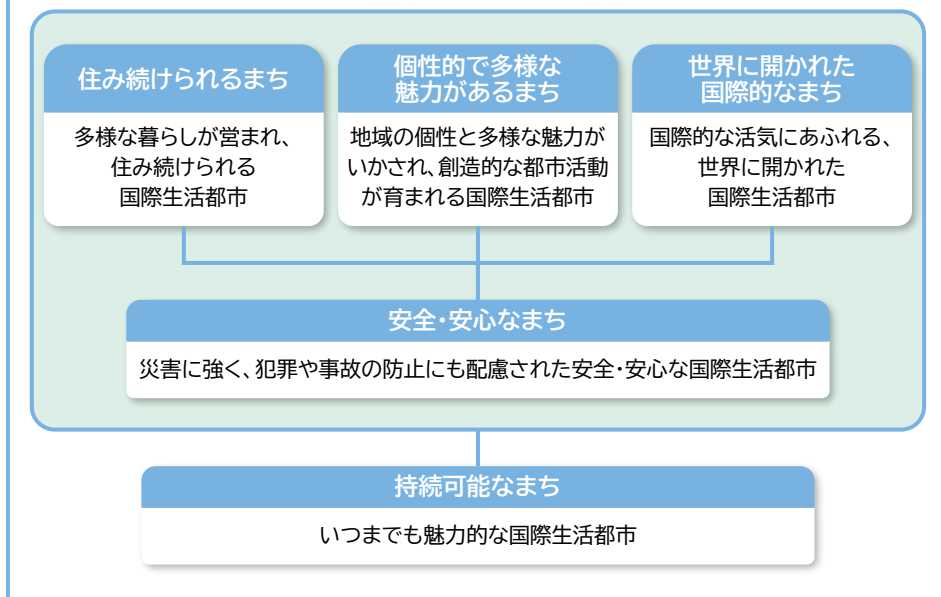 住み続けられるまち
多様な暮らしが営まれ、
住み続けられる
国際生活都市
個性的で多様な
魅力があるまち
地域の個性と多様な魅力が
いかされ、創造的な都市活動
が育まれる国際生活都市
世界に開かれた
国際的なまち
国際的な活気にあふれる、
世界に開かれた
国際生活都市
安全・安心なまち
災害に強く、犯罪や事故の防止にも配慮された安全・安心な国際生活都市
持続可能なまち
いつまでも魅力的な国際生活都市